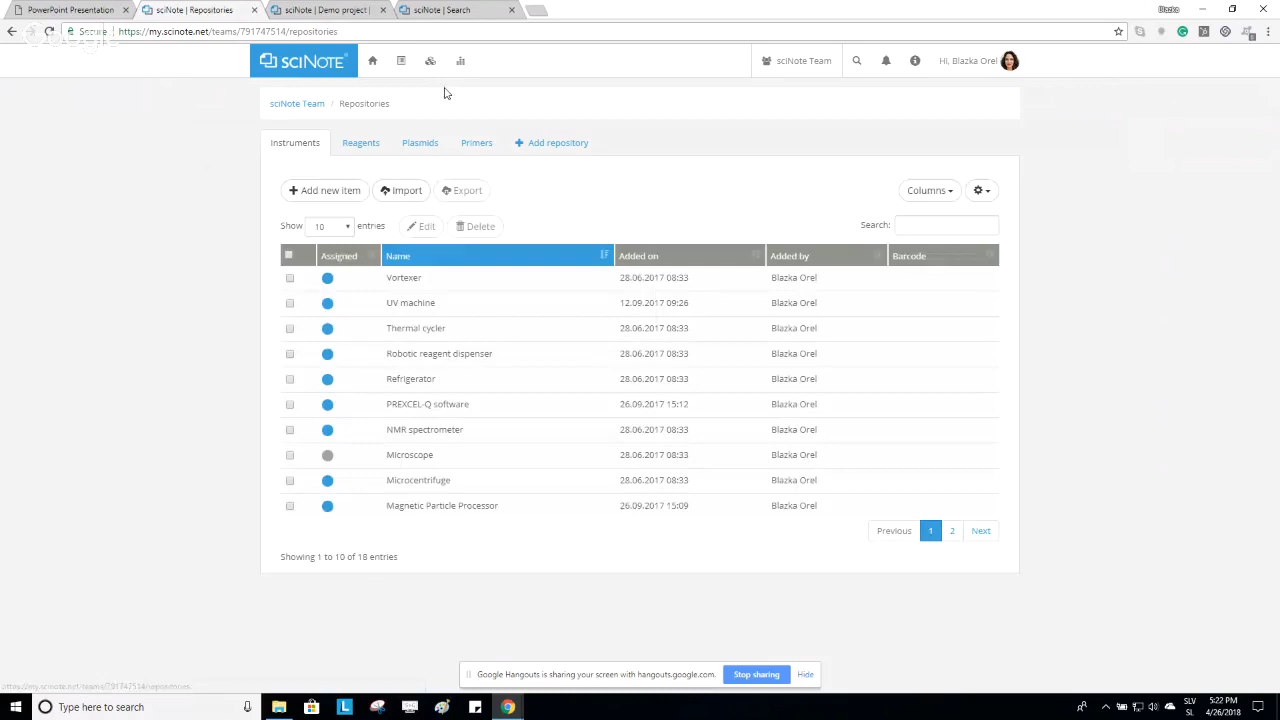 PowerPoint Presentation
sciNote | Repositories
sciNote | Demo project |
sciNote | Search
Blazka
Secure | https://my.scinote.net/teams/791747514/repositories
sciNOTE
sciNote Team
Hi, Blazka Orel
sciNote Team / Repositories
Instruments Reagents Plasmids Primers Add repository
Add new item Import Export Columns
Show 10 entries Edit Delete Search:
Assigned Name Added on Added by Barcode
Vortexer 28.06.2017 08:33 Blazka Orel
UV machine 12.09.2017 09:26 Blazka Orel
Thermal cycler 28.06.2017 08:33 Blazka Orel
Robotic reagent dispenser 28.06.2017 08:33 Blazka Orel
Refrigerator 28.06.2017 08:33 Blazka Orel
PREXCEL-Q software 26.09.2017 15:12 Blazka Orel
NMR spectrometer 28.06.2017 08:33 Blazka Orel
Microscope 28.06.2017 08:33 Blazka Orel
Microcentrifuge 28.06.2017 08:33 Blazka Orel
Magnetic Particle Processor 26.09.2017 15:09 Blazka Orel
Previous 1 2 Next
Showing 1 to 10 of 18 entries
Google Hangouts is sharing your screen with hangouts.google.com. Stop sharing Hide
https://my.scinote.net/teams/791747514/repositories
Type here to search
SLV 5:22 PM
SL 4/26/2018